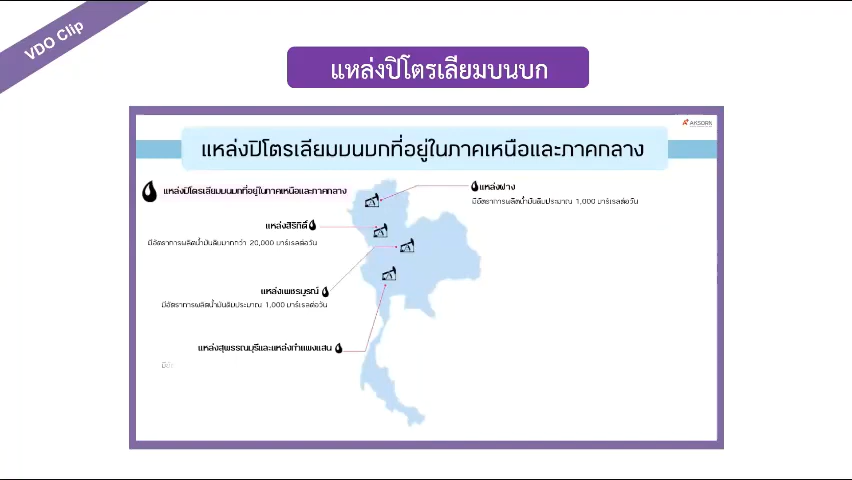 VDO Clip
แหล่งปิโตรเลียมบนบก
AKSORN
แหล่งปิโตรเลียมบนบกที่อยู่ในภาคเหนือและภาคกลาง
แหล่งปิโตรเลียมบนบกที่อยู่ในภาคเหนือและภาคกลาง
แหล่งฝาง
มีอัตราการผลิตน้ำมันดิบประมาณ 1,000 บาร์เรลต่อวัน
แหล่งสิริกิติ์
มีอัตราการผลิตน้ำมันดิบมากกว่า 20,000 บาร์เรลต่อวัน
แหล่งเพชรบูรณ์
มีอัตราการผลิตน้ำมันดิบประมาณ 1,000 บาร์เรลต่อวัน
แหล่งสุพรรณบุรีและแหล่งกำแพงแสน
มีอั